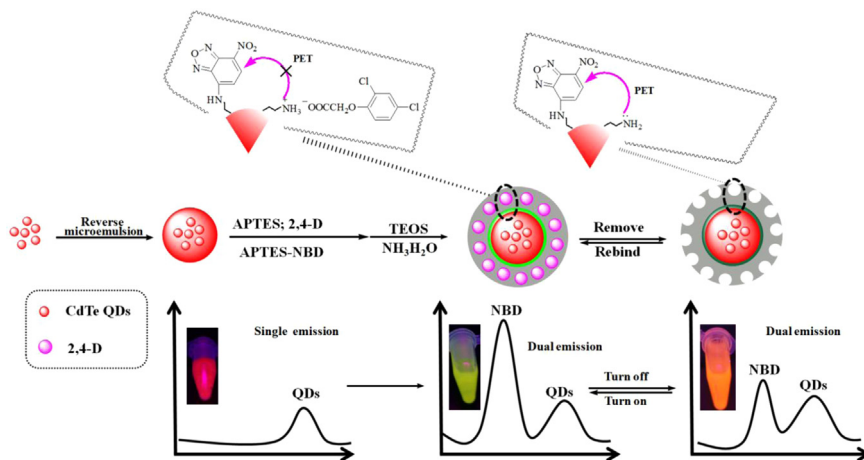 NO₂
PET
N
O
N
HN
NH₃
−
OOCCH₂O
Cl
Cl
NO₂
PET
N
O
N
HN
NH₂
Reverse
microemulsion
APTES; 2,4-D
APTES-NBD
TEOS
NH₃H₂O
Remove
Rebind
CdTe QDs
2,4-D
Single emission
QDs
NBD
Dual emission
QDs
Turn off
Turn on
Dual emission
NBD
QDs